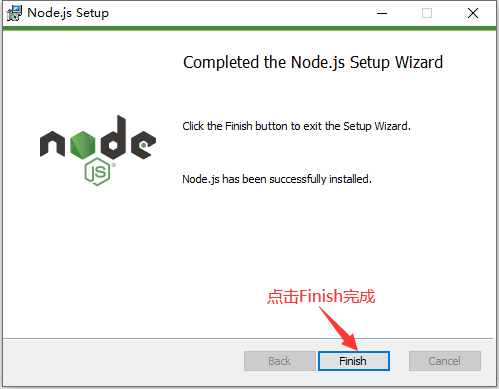 Node.js Setup
Completed the Node.js Setup Wizard
Click the Finish button to exit the Setup Wizard.
node
JS
Node.js has been successfully installed.
点击Finish完成
Back Finish Cancel